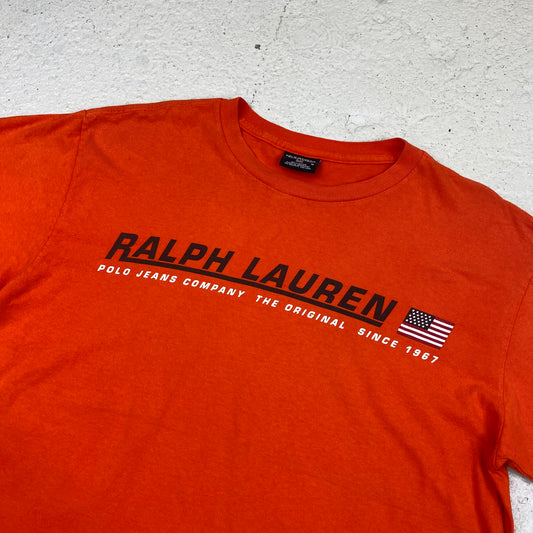 RALPH LAUREN
POLO JEANS COMPANY THE ORIGINAL SINCE 1967